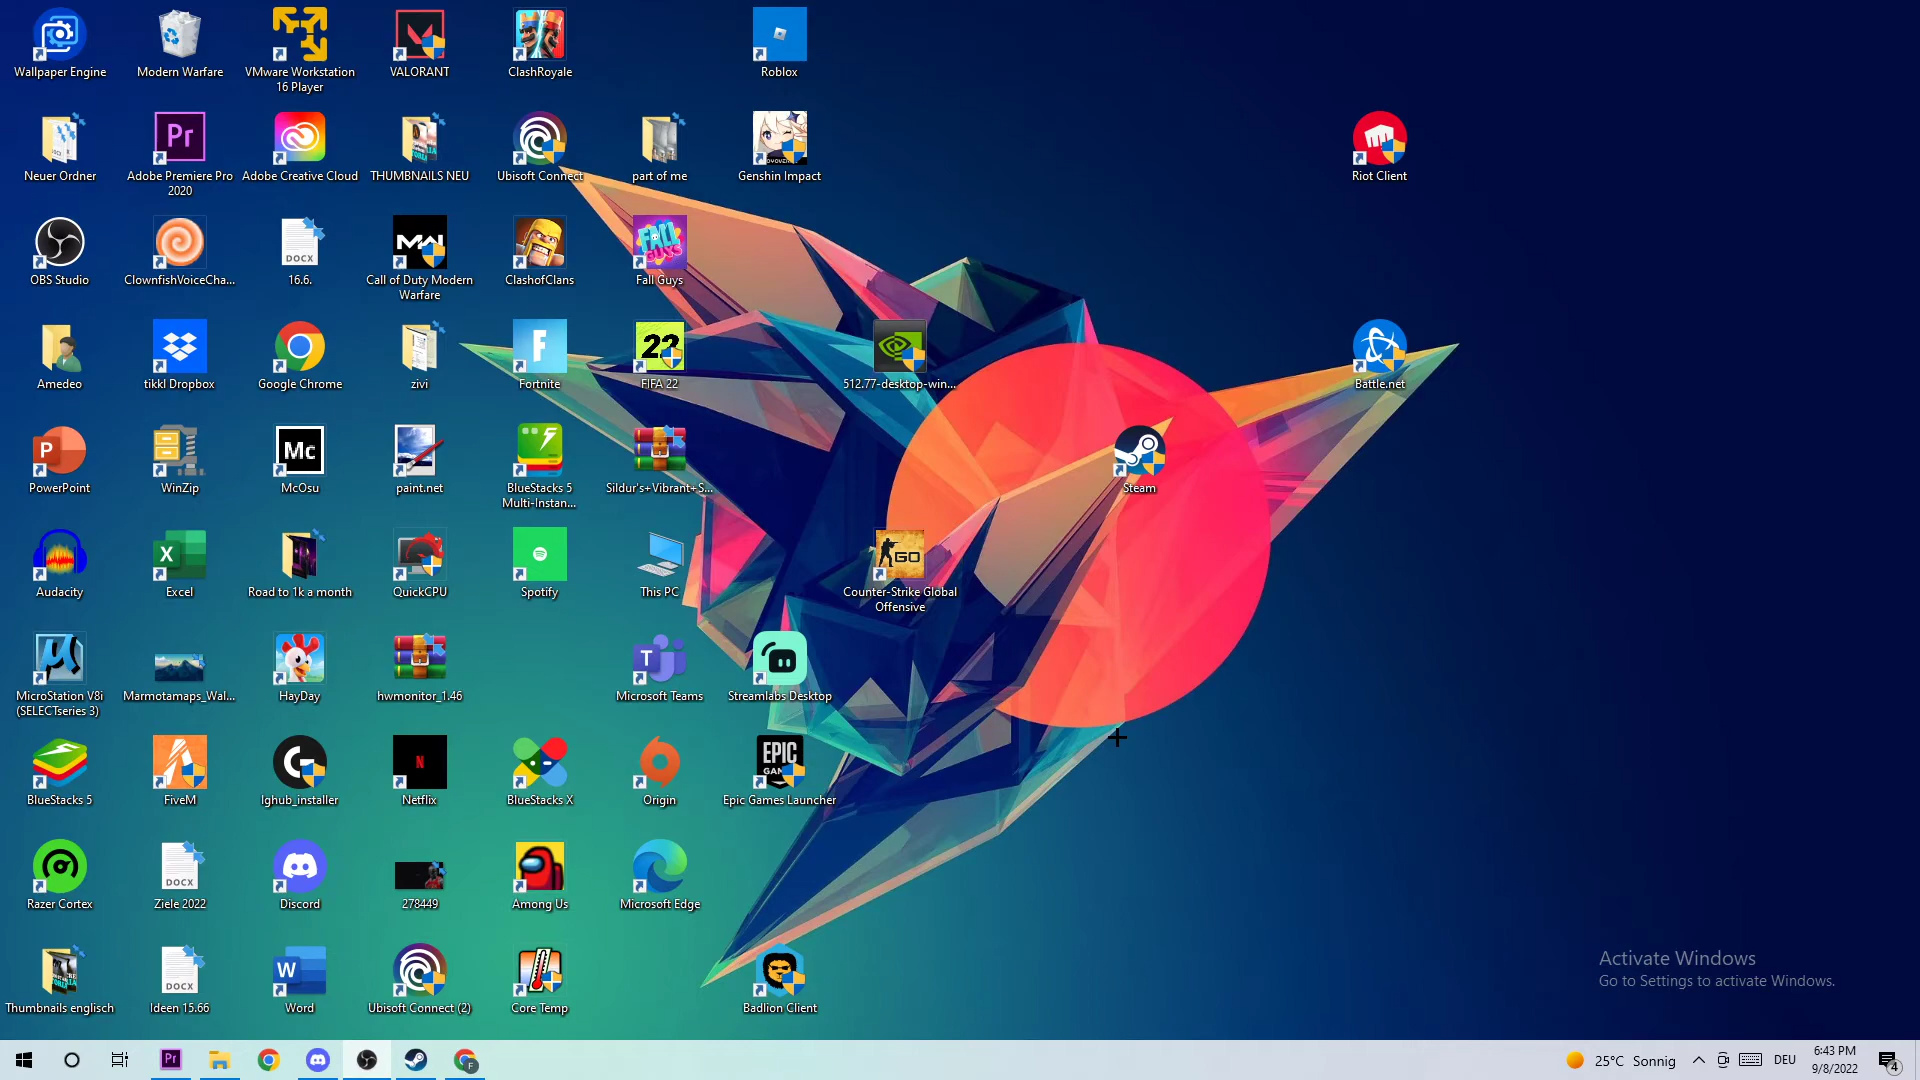 Wallpaper Engine
Modern Warfare
VMware Workstation
16 Player
VALORANT
ClashRoyale
Roblox
Neuer Ordner
Adobe Premiere Pro
2020
Adobe Creative Cloud
THUMBNAILS NEU
Ubisoft Connect
part of me
Genshin Impact
Riot Client
OBS Studio
ClownfishVoiceCha...
16.6.
Call of Duty Modern
Warfare
ClashofClans
Fall Guys
Amedeo
tikkl Dropbox
Google Chrome
zivi
Fortnite
FIFA 22
512.77-desktop-win...
Battle.net
PowerPoint
WinZip
McOsu
paint.net
BlueStacks 5
Multi-Instan...
Sildur's+Vibrant+S...
Steam
Audacity
Excel
Road to 1k a month
QuickCPU
Spotify
This PC
Counter-Strike Global
Offensive
MicroStation V8i
(SELECTseries 3)
Marmotamaps_Wal...
HayDay
hwmonitor_1.46
Microsoft Teams
Streamlabs Desktop
BlueStacks 5
FiveM
lghub_installer
Netflix
BlueStacks X
Origin
Epic Games Launcher
Razer Cortex
Ziele 2022
Discord
278449
Among Us
Microsoft Edge
Thumbnails englisch
Ideen 15.66
Word
Ubisoft Connect (2)
Core Temp
Badlion Client
Activate Windows
Go to Settings to activate Windows.
25°C Sonnig
DEU
6:43 PM
9/8/2022
4